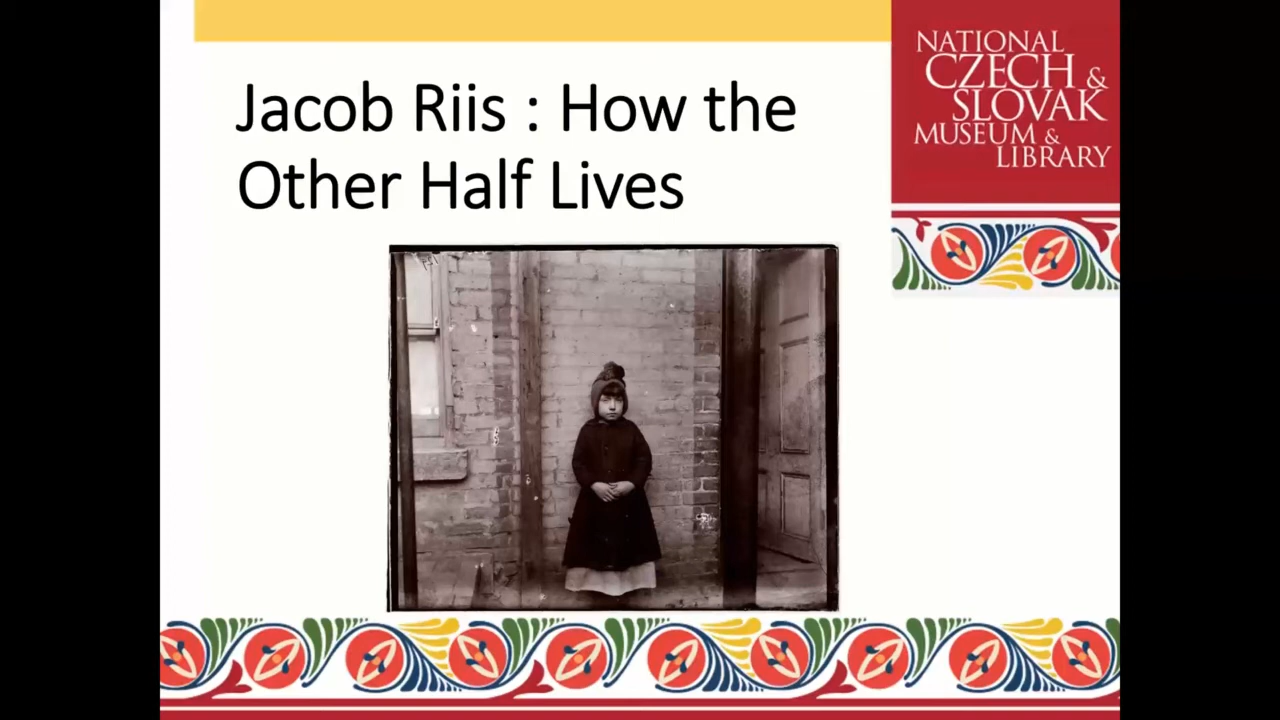 Jacob Riis : How the
Other Half Lives
NATIONAL
CZECH &
SLOVAK
MUSEUM &
LIBRARY